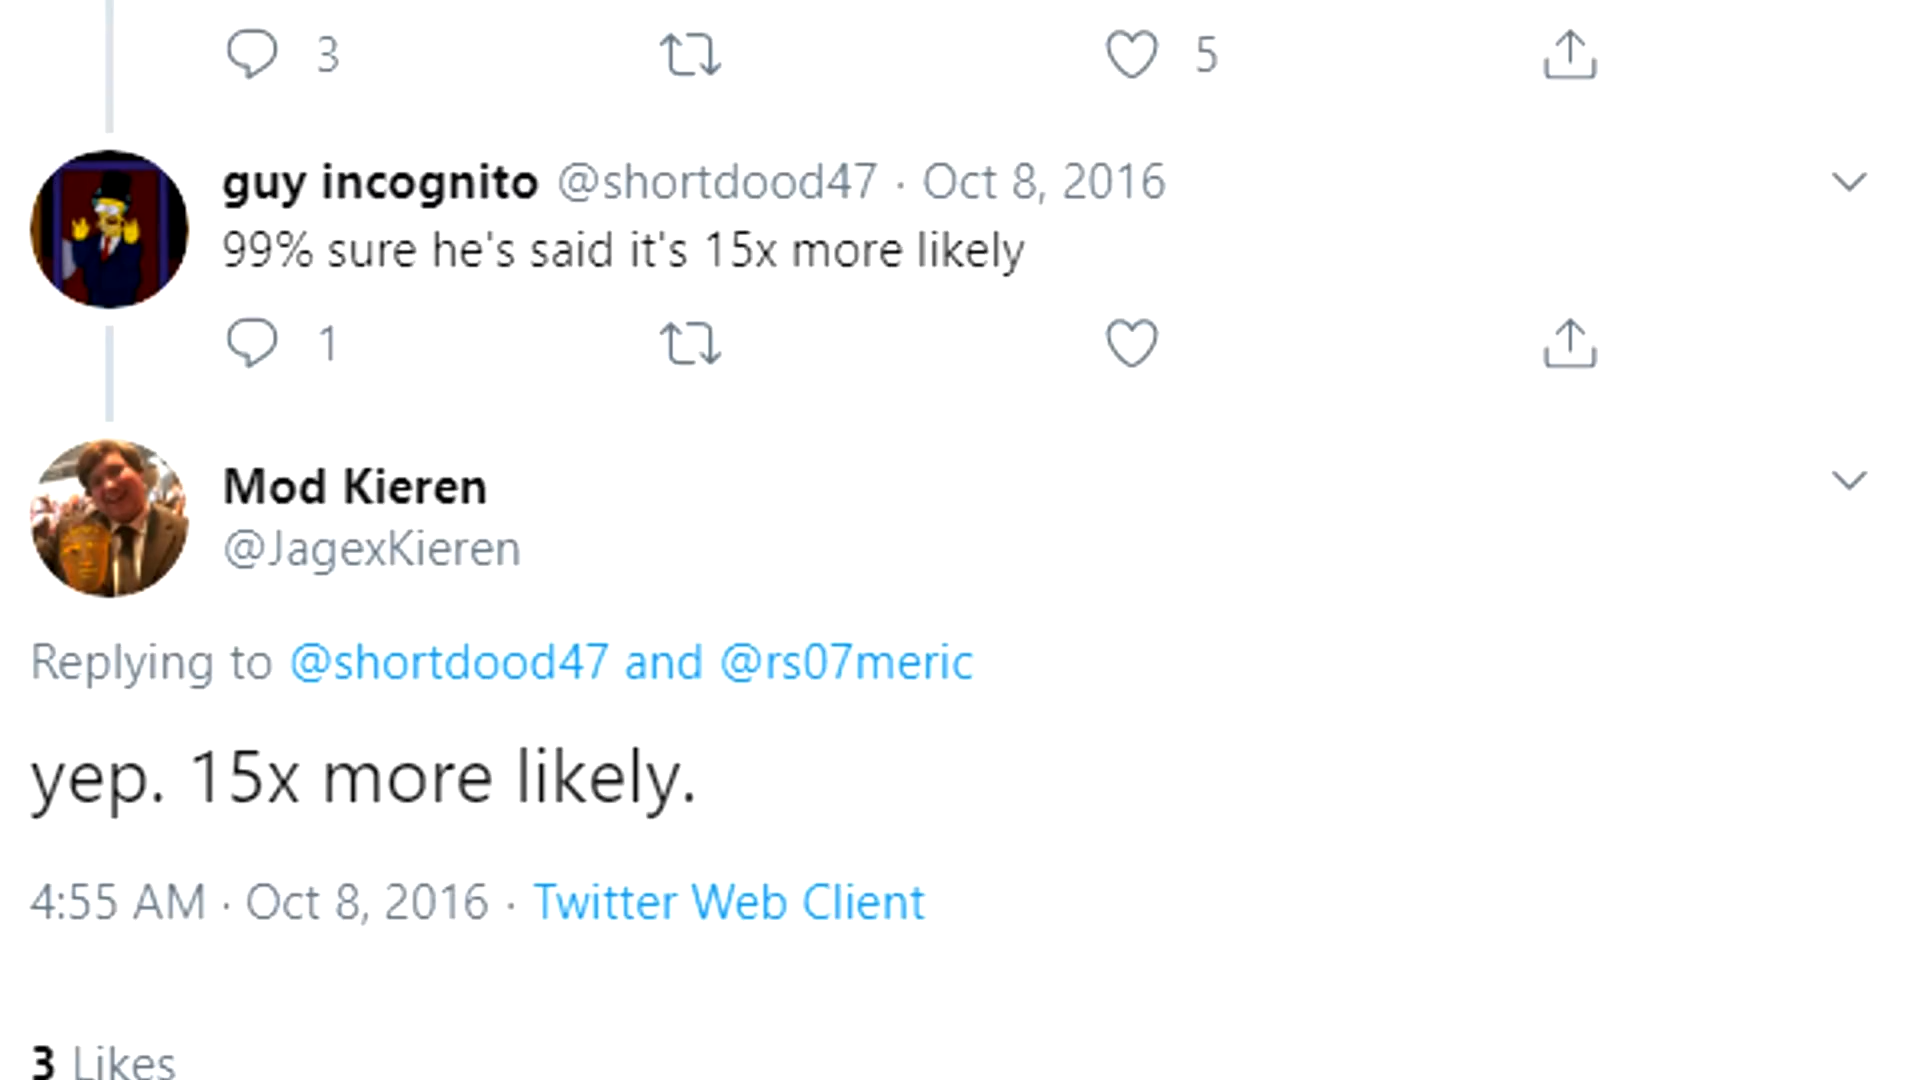 3 5
guy incognito @shortdood47 · Oct 8, 2016
99% sure he's said it's 15x more likely
1
Mod Kieren
@JagexKieren
Replying to @shortdood47 and @rs07meric
yep. 15x more likely.
4:55 AM · Oct 8, 2016 · Twitter Web Client
3 Likes